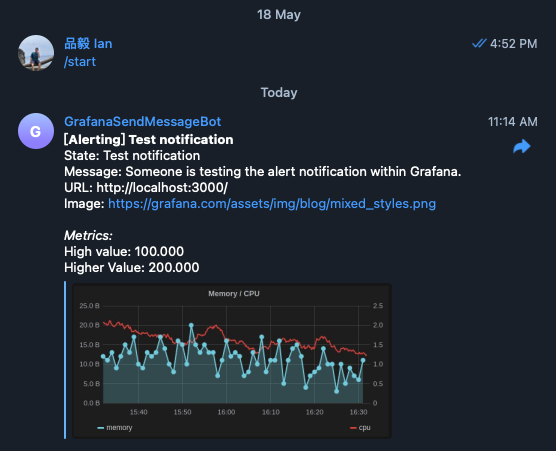 18 May
品毅 Ian
4:52 PM
/start
Today
G
GrafanaSendMessageBot
11:14 AM
[Alerting] Test notification
State: Test notification
Message: Someone is testing the alert notification within Grafana.
URL: http://localhost:3000/
Image: https://grafana.com/assets/img/blog/mixed_styles.png
Metrics:
High value: 100.000
Higher Value: 200.000
Memory / CPU
25.0 B
20.0 B
15.0 B
10.0 B
5.0 B
0.0 B
2.5
2.0
1.5
1.0
0.5
0
15:40 15:50 16:00 16:10 16:20 16:30
memory
cpu